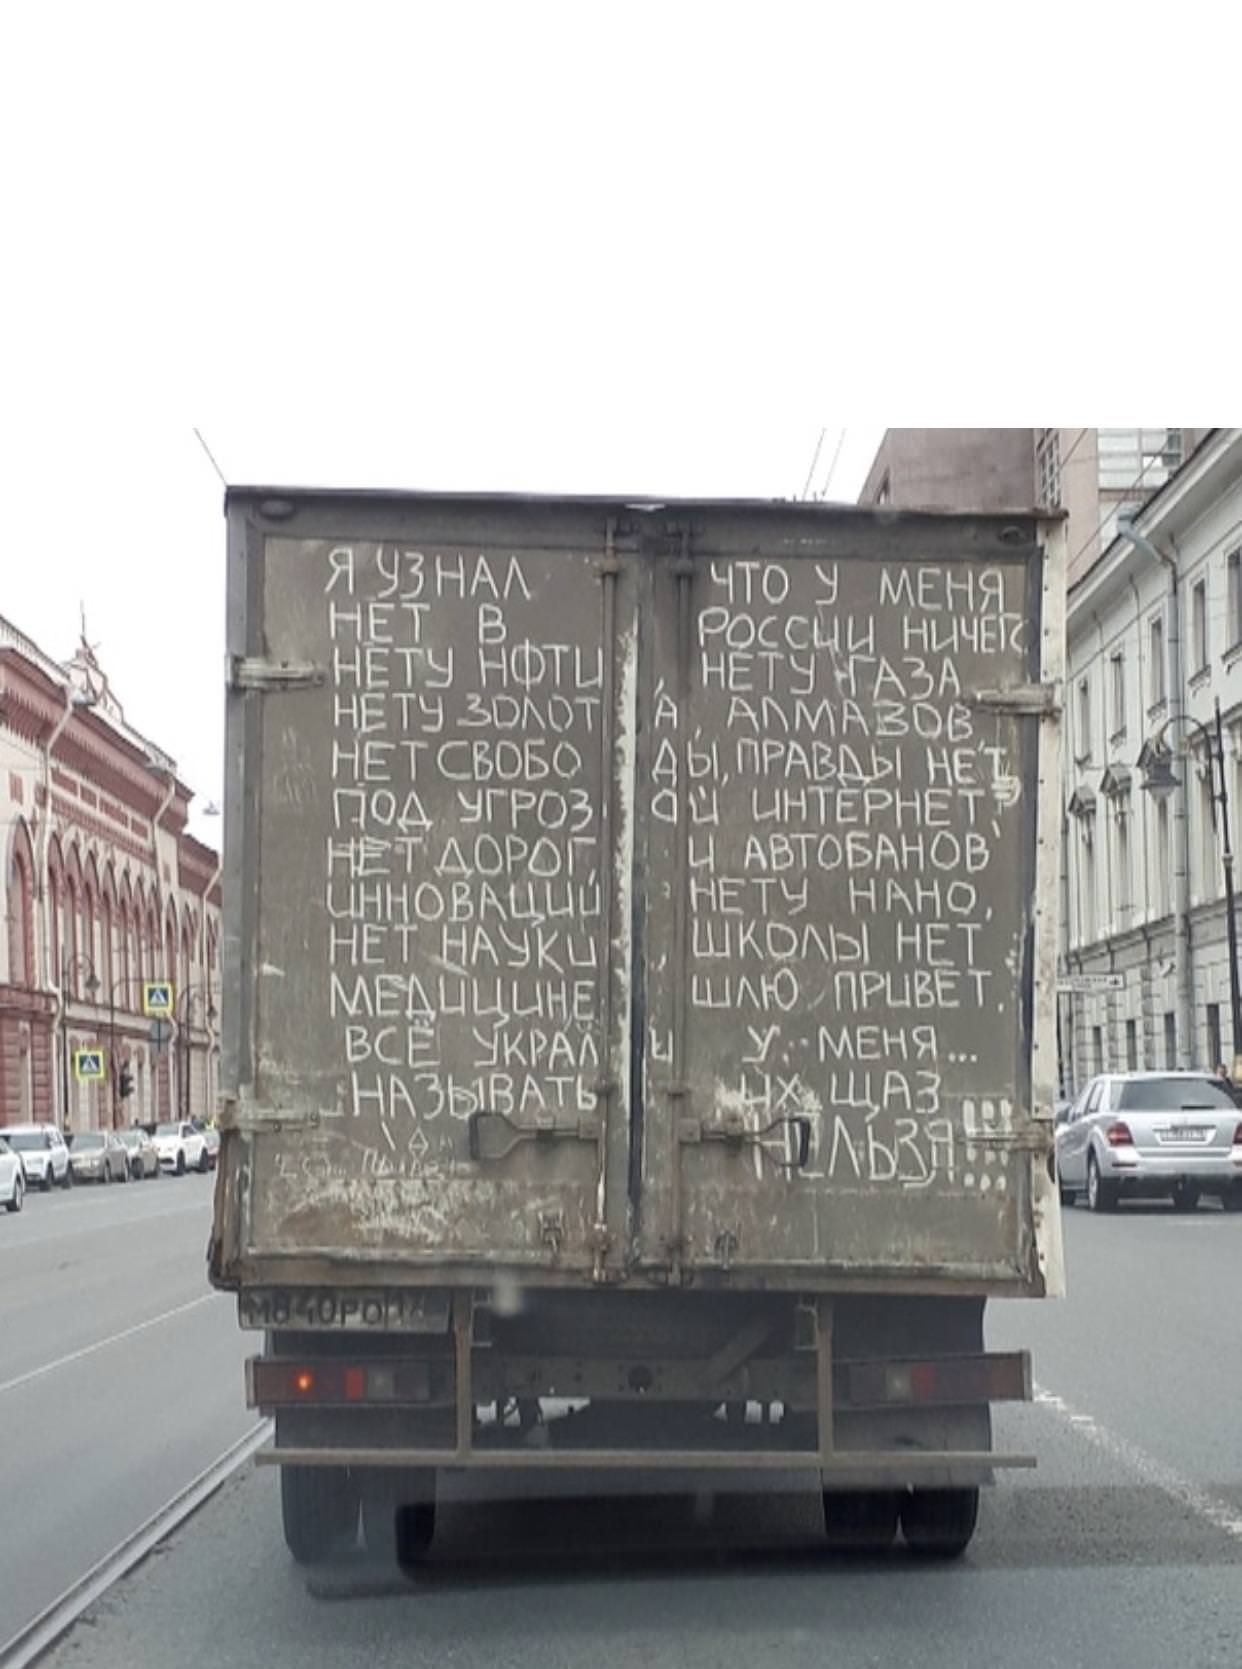 Я УЗНАЛ ЧТО У МЕНЯ
НЕТ В РОССИИ НИЧЕГО
НЕТУ НФТИ, НЕТУ ГАЗА
НЕТУ ЗОЛОТА, АЛМАЗОВ
НЕТ СВОБОДЫ, ПРАВДЫ НЕТ
ПОД УГРОЗОЙ ИНТЕРНЕТ,
НЕТ ДОРОГ, И АВТОБАНОВ
ИННОВАЦИЙ НЕТУ НАНО,
НЕТ НАУКИ ШКОЛЫ НЕТ
МЕДИЦИНЕ ШЛЮ ПРИВЕТ.
ВСЁ УКРАЛИ У МЕНЯ...
НАЗЫВАТЬ ИХ ЩАЗ
НЕЛЬЗЯ!!!
М840РО